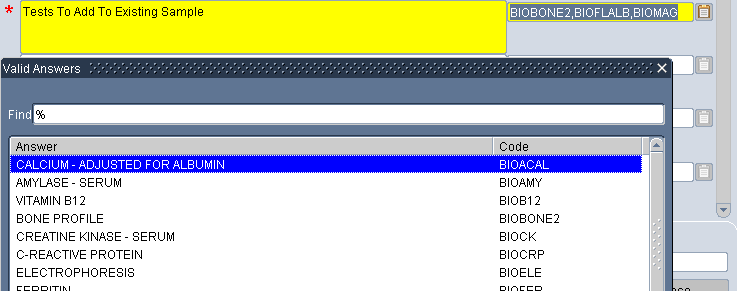 * Tests To Add To Existing Sample BIOBONE2,BIOFLALB,BIOMAG
Valid Answers
Find %
Answer Code
CALCIUM - ADJUSTED FOR ALBUMIN BIOACAL
AMYLASE - SERUM BIOAMY
VITAMIN B12 BIOB12
BONE PROFILE BIOBONE2
CREATINE KINASE - SERUM BIOCK
C-REACTIVE PROTEIN BIOCRP
ELECTROPHORESIS BIOELE
FERRITIN BIOFER